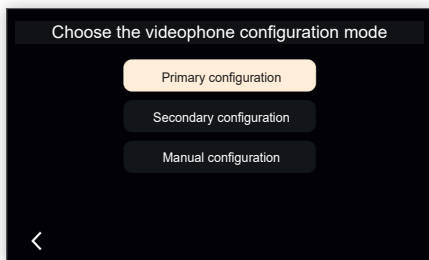 Choose the videophone configuration mode
Primary configuration
Secondary configuration
Manual configuration